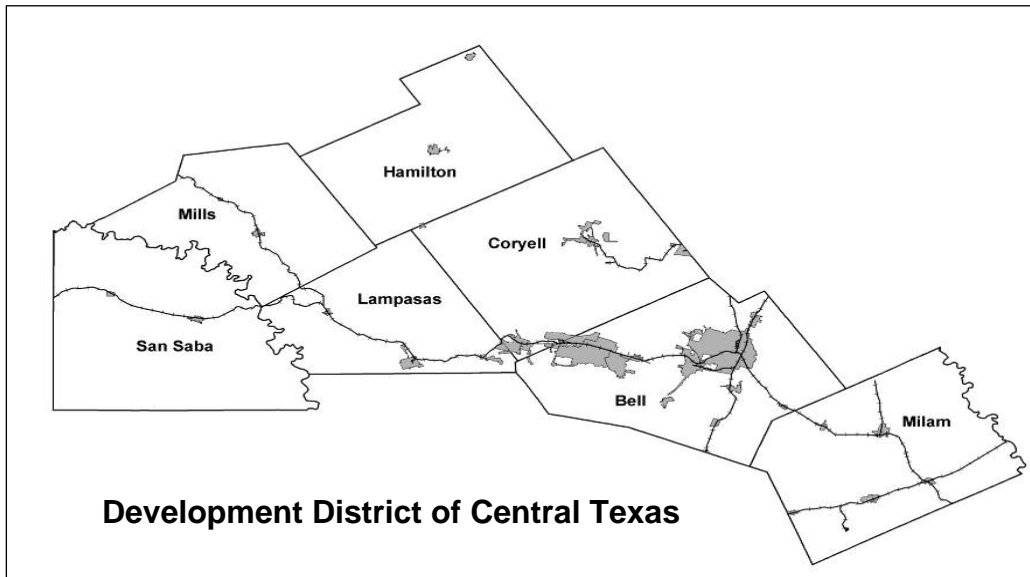 Hamilton
Mills
Coryell
Lampasas
San Saba
Bell
Milam
Development District of Central Texas